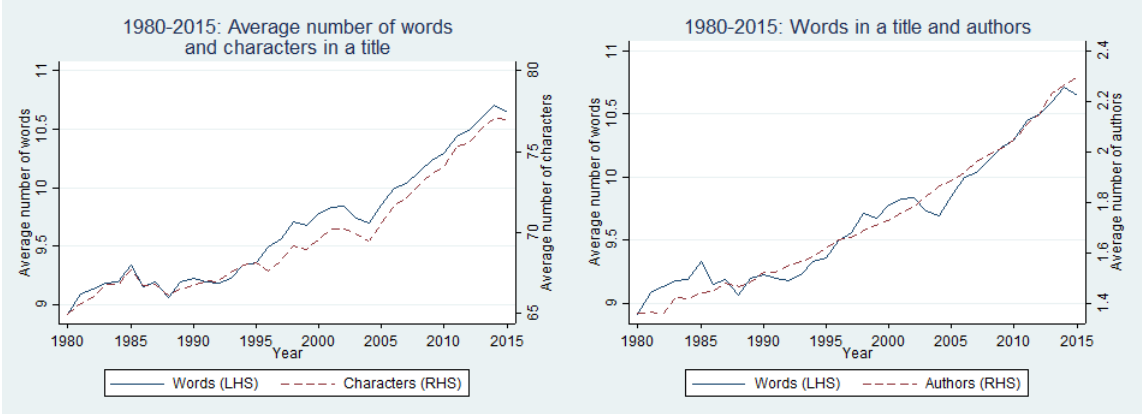 1980-2015: Average number of words
and characters in a title
Average number of words
9
9.5
10
10.5
11
65
70
75
80
Average number of characters
1980 1985 1990 1995 2000 2005 2010 2015
Year
Words (LHS) Characters (RHS)
1980-2015: Words in a title and authors
Average number of words
9
9.5
10
10.5
11
1.4
1.6
1.8
2
2.2
2.4
Average number of authors
1980 1985 1990 1995 2000 2005 2010 2015
Year
Words (LHS) Authors (RHS)